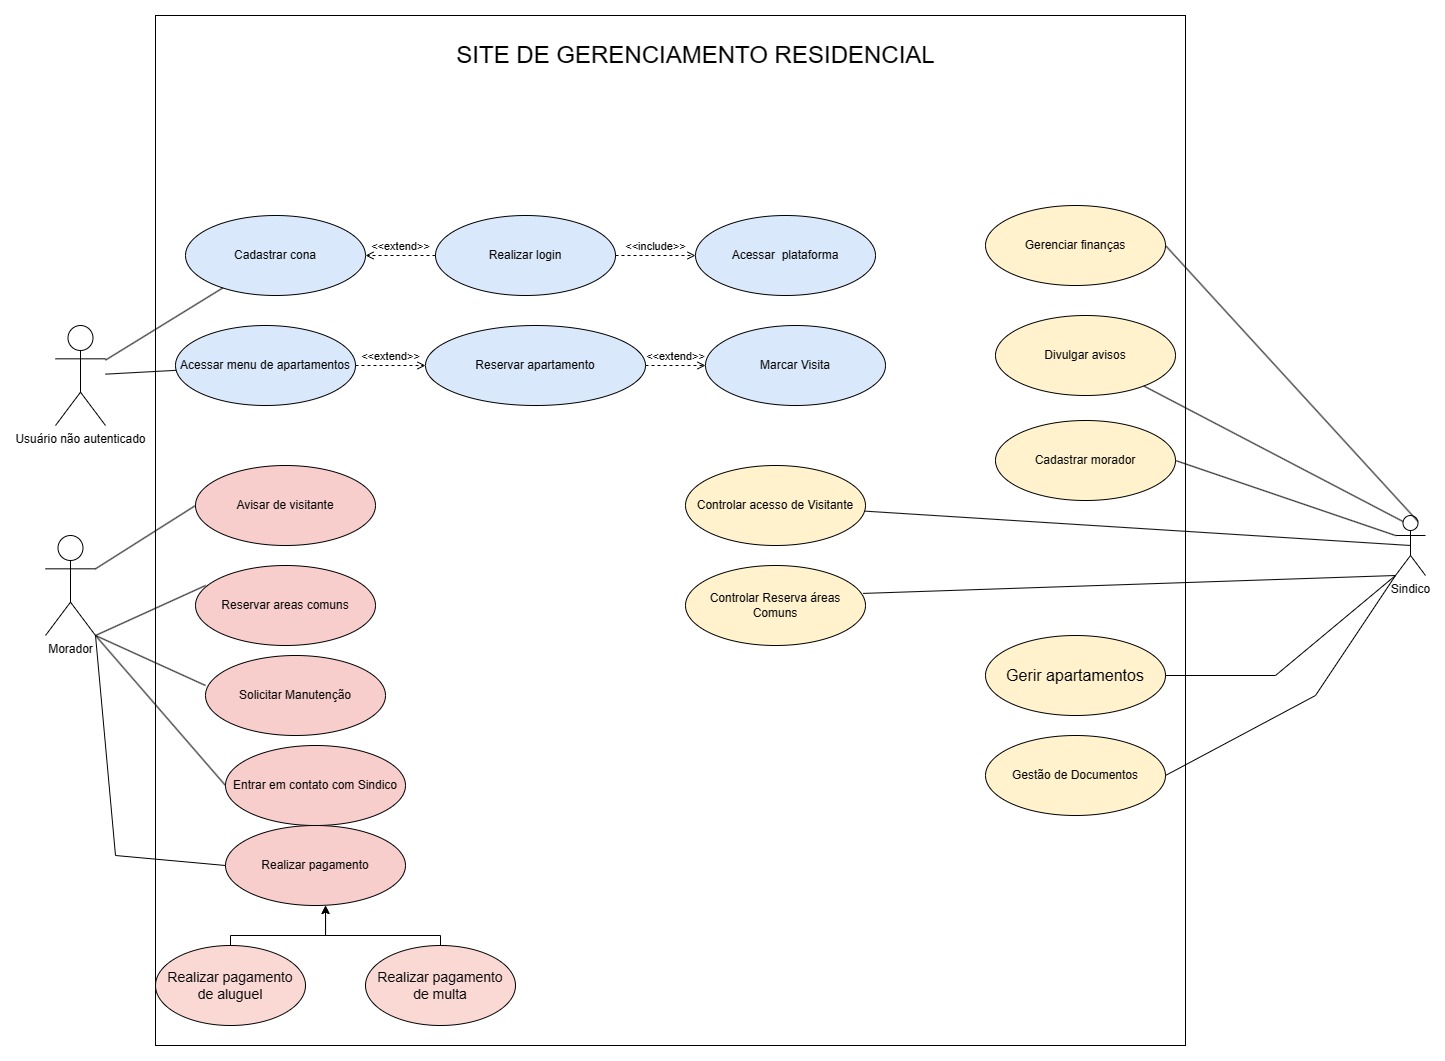 SITE DE GERENCIAMENTO RESIDENCIAL
Cadastrar cona
<<extend>>
Realizar login
<<include>>
Acessar plataforma
Gerenciar finanças
Acessar menu de apartamentos
<<extend>>
Reservar apartamento
<<extend>>
Marcar Visita
Divulgar avisos
Usuário não autenticado
Cadastrar morador
Avisar de visitante
Controlar acesso de Visitante
Reservar areas comuns
Controlar Reserva áreas
Comuns
Sindico
Morador
Solicitar Manutenção
Gerir apartamentos
Entrar em contato com Sindico
Gestão de Documentos
Realizar pagamento
Realizar pagamento
de aluguel
Realizar pagamento
de multa